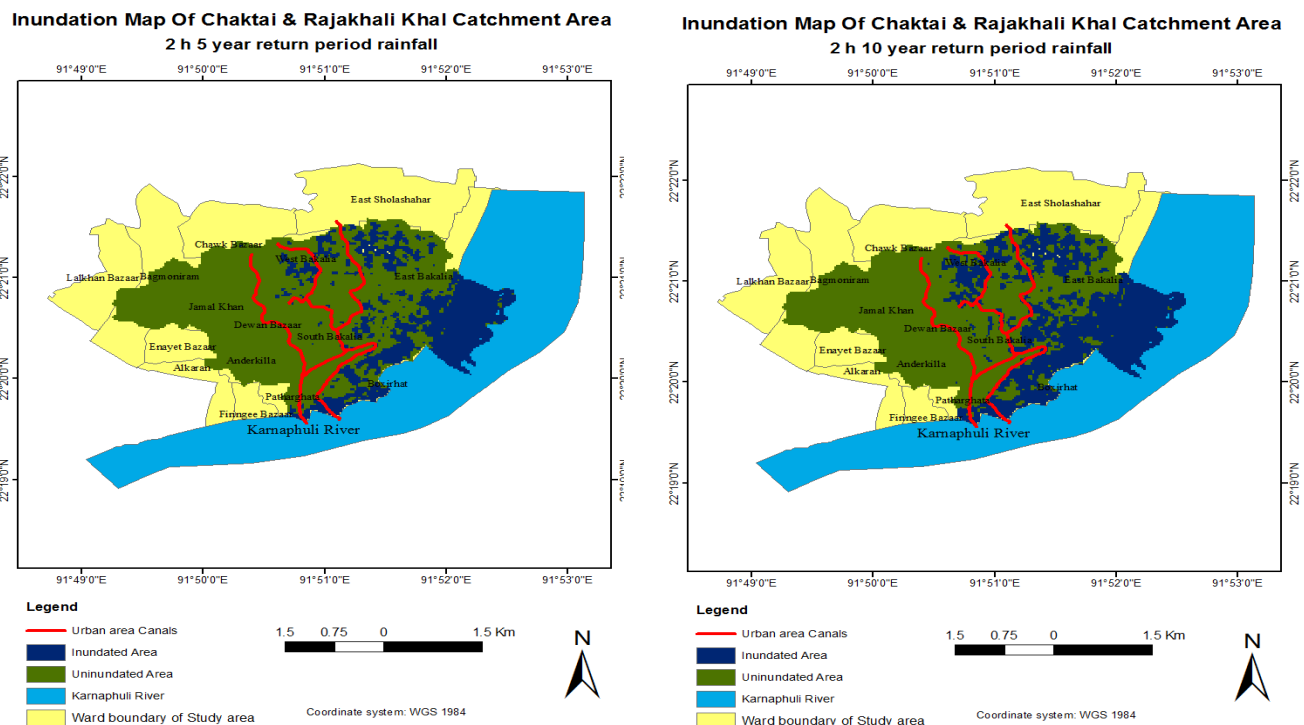 Inundation Map Of Chaktai & Rajakhali Khal Catchment Area
2 h 5 year return period rainfall
91°49'0"E 91°50'0"E 91°51'0"E 91°52'0"E 91°53'0"E
22°22'0"N
22°21'0"N
22°20'0"N
22°19'0"N
East Sholashahar
Chawk Bazaar
West Bakalia
Lalkhan Bazaar
Bagmoniram
East Bakalia
Jamal Khan
Dewan Bazaar
South Bakalia
Enayet Bazaar
Anderkilla
Alkaran
Boxirhat
Patharghata
Firingee Bazaar
Karnaphuli River
91°49'0"E 91°50'0"E 91°51'0"E 91°52'0"E 91°53'0"E
Legend
Urban area Canals
Inundated Area
Uninundated Area
Karnaphuli River
Ward boundary of Study area
1.5 0.75 0 1.5 Km
N
Coordinate system: WGS 1984
Inundation Map Of Chaktai & Rajakhali Khal Catchment Area
2 h 10 year return period rainfall
91°49'0"E 91°50'0"E 91°51'0"E 91°52'0"E 91°53'0"E
22°22'0"N
22°21'0"N
22°20'0"N
22°19'0"N
East Sholashahar
Chawk Bazaar
West Bakalia
Lalkhan Bazaar
Bagmoniram
East Bakalia
Jamal Khan
Dewan Bazaar
South Bakalia
Enayet Bazaar
Anderkilla
Alkaran
Boxirhat
Patharghata
Firingee Bazaar
Karnaphuli River
91°49'0"E 91°50'0"E 91°51'0"E 91°52'0"E 91°53'0"E
Legend
Urban area Canals
Inundated Area
Uninundated Area
Karnaphuli River
Ward boundary of Study area
1.5 0.75 0 1.5 Km
N
Coordinate system: WGS 1984